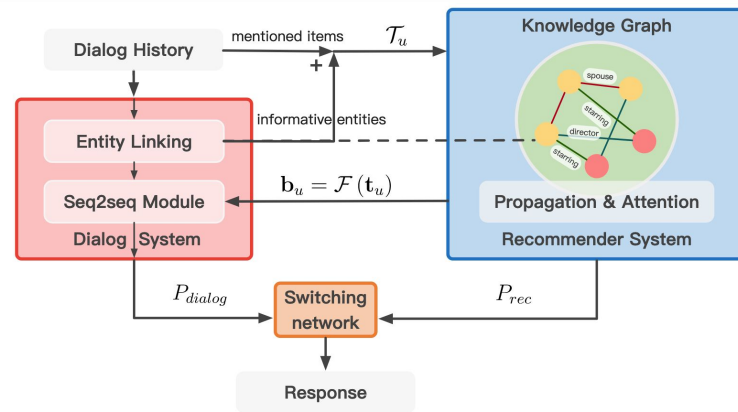 Dialog History
mentioned items
+
𝒯u
Knowledge Graph
spouse
starring
director
starring
informative entities
Entity Linking
Seq2seq Module
Dialog System
b_u = ℱ(t_u)
Propagation & Attention
Recommender System
P_dialog
Switching
network
P_rec
Response